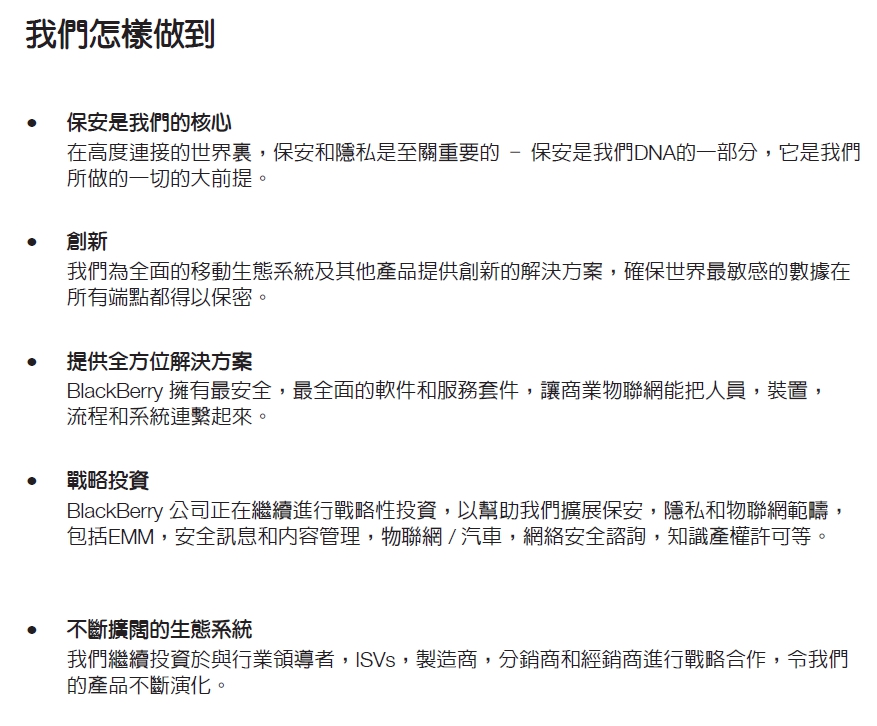 我們怎樣做到
• 保安是我們的核心
在高度連接的世界裏，保安和隱私是至關重要的 – 保安是我們DNA的一部分，它是我們
所做的一切的大前提。
• 創新
我們為全面的移動生態系統及其他產品提供創新的解決方案，確保世界最敏感的數據在
所有端點都得以保密。
• 提供全方位解決方案
BlackBerry 擁有最安全，最全面的軟件和服務套件，讓商業物聯網能把人員，裝置，
流程和系統連繫起來。
• 戰略投資
BlackBerry 公司正在繼續進行戰略性投資，以幫助我們擴展保安，隱私和物聯網範疇，
包括EMM，安全訊息和內容管理，物聯網 / 汽車，網絡安全諮詢，知識產權許可等。
• 不斷擴闊的生態系統
我們繼續投資於與行業領導者，ISVs，製造商，分銷商和經銷商進行戰略合作，令我們
的產品不斷演化。